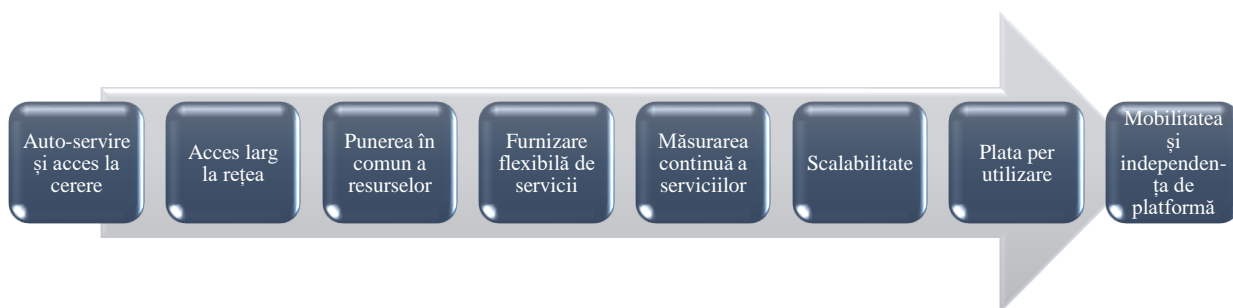 Auto-servire
și acces la
cerere
Acces larg
la rețea
Punerea în
comun a
resurselor
Furnizare
flexibilă de
servicii
Măsurarea
continuă a
serviciilor
Scalabilitate
Plata per
utilizare
Mobilitatea
și
independen-
ța de
platformă